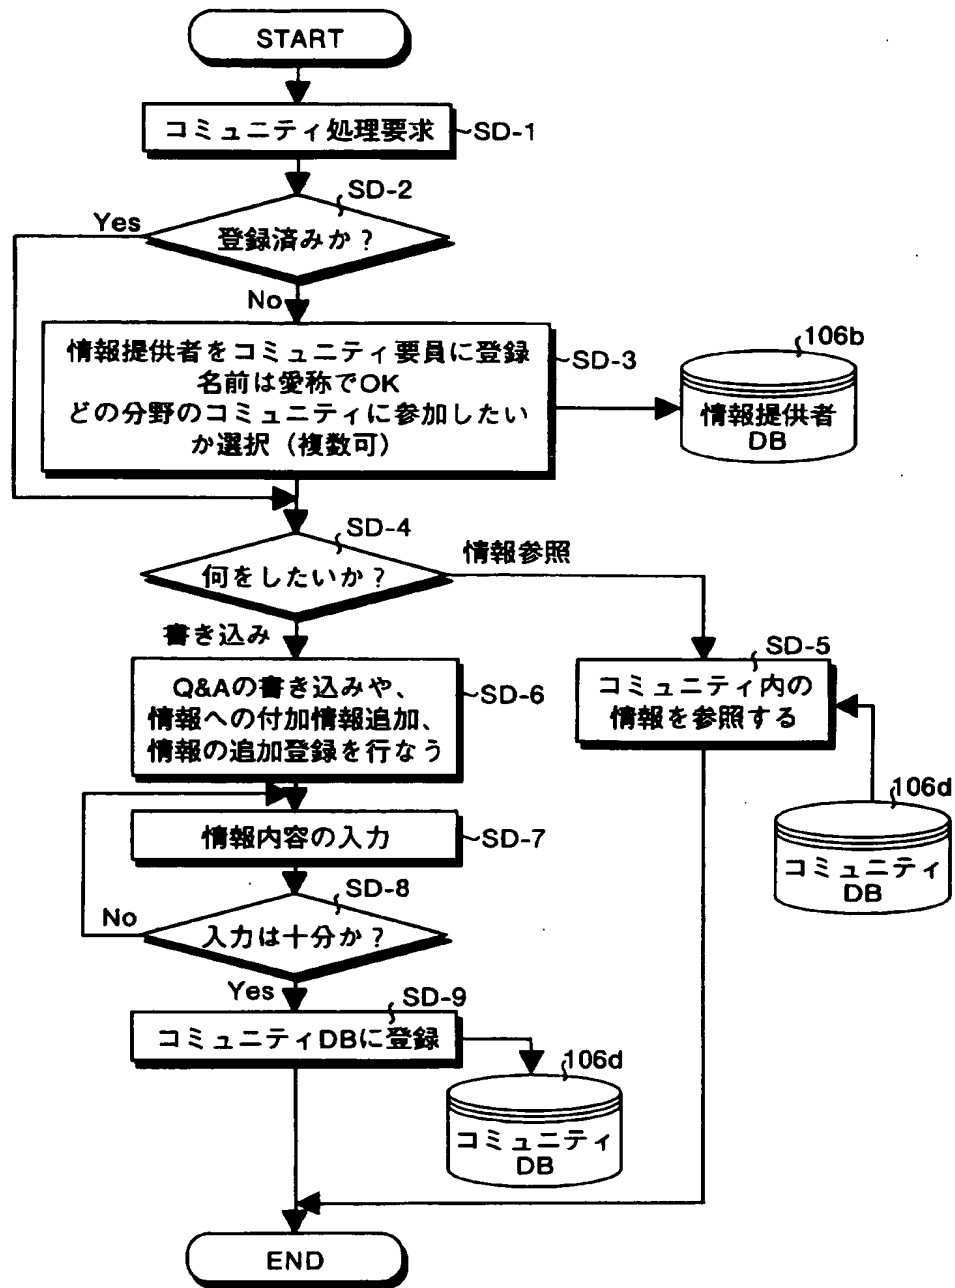 START
コミュニティ処理要求
SD-1
SD-2
Yes
登録済みか?
No
情報提供者をコミュニティ要員に登録
名前は愛称でOK
どの分野のコミュニティに参加したい
か選択(複数可)
SD-3
106b
情報提供者
DB
SD-4
何をしたいか?
情報参照
書き込み
SD-5
コミュニティ内の
情報を参照する
Q&Aの書き込みや、
情報への付加情報追加、
情報の追加登録を行なう
SD-6
106d
コミュニティ
DB
情報内容の入力
SD-7
SD-8
No
入力は十分か?
Yes
SD-9
コミュニティDBに登録
106d
コミュニティ
DB
END